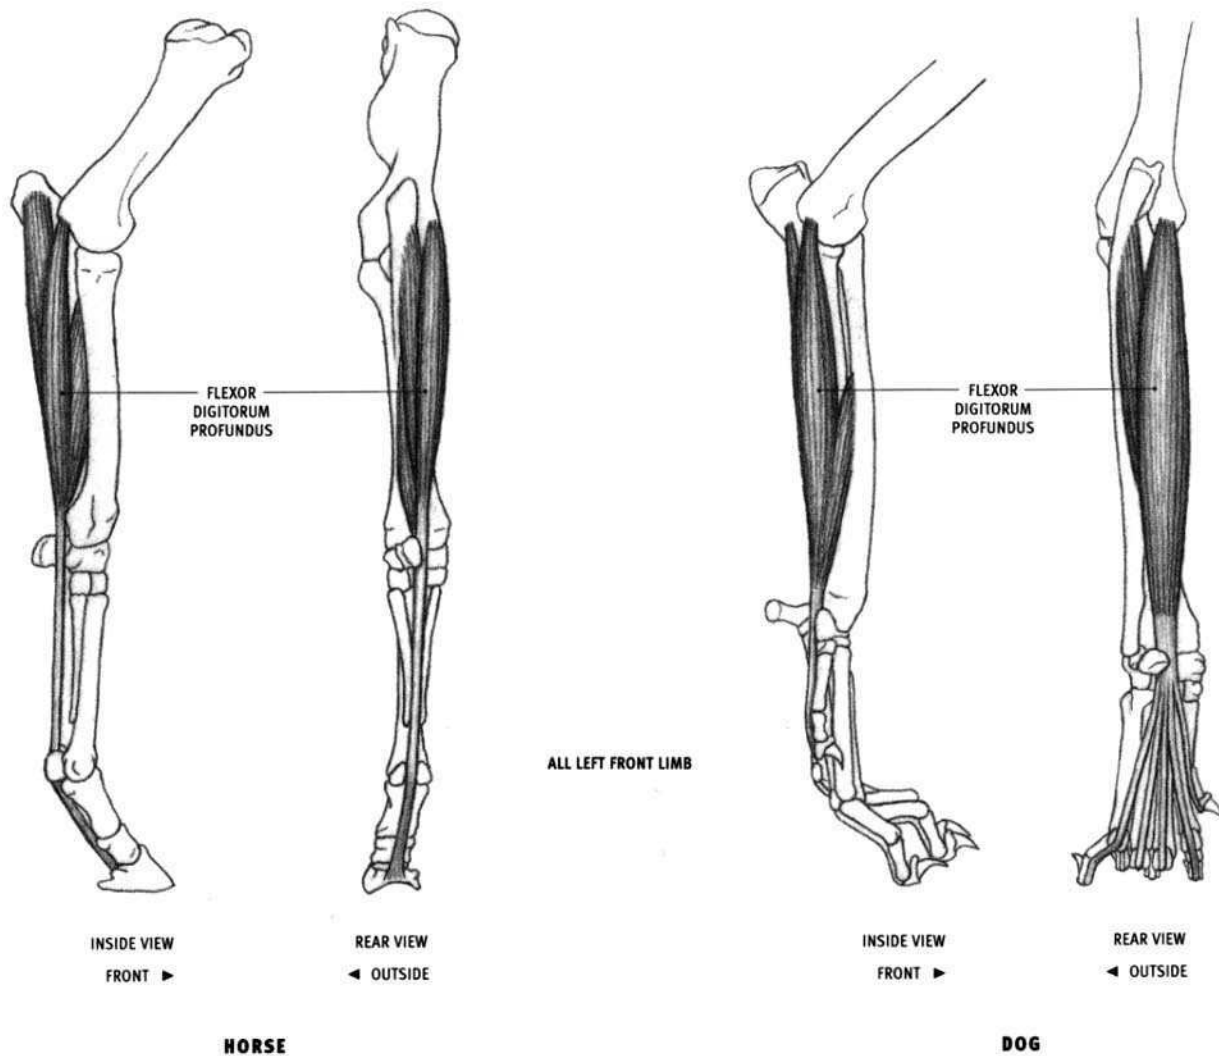 FLEXOR
DIGITORUM
PROFUNDUS
FLEXOR
DIGITORUM
PROFUNDUS
ALL LEFT FRONT LIMB
INSIDE VIEW
FRONT ►
REAR VIEW
◄ OUTSIDE
INSIDE VIEW
FRONT ►
REAR VIEW
◄ OUTSIDE
HORSE
DOG